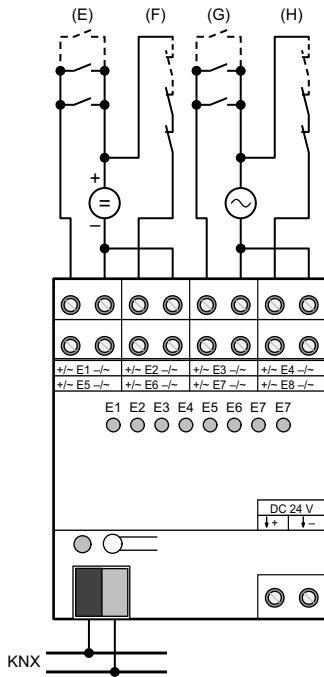 (E) (F) (G) (H)
+
=
–
~
+/~ E1 –/~ +/~ E2 –/~ +/~ E3 –/~ +/~ E4 –/~
+/~ E5 –/~ +/~ E6 –/~ +/~ E7 –/~ +/~ E8 –/~
E1 E2 E3 E4 E5 E6 E7 E7
DC 24 V
↓+ ↓–
KNX